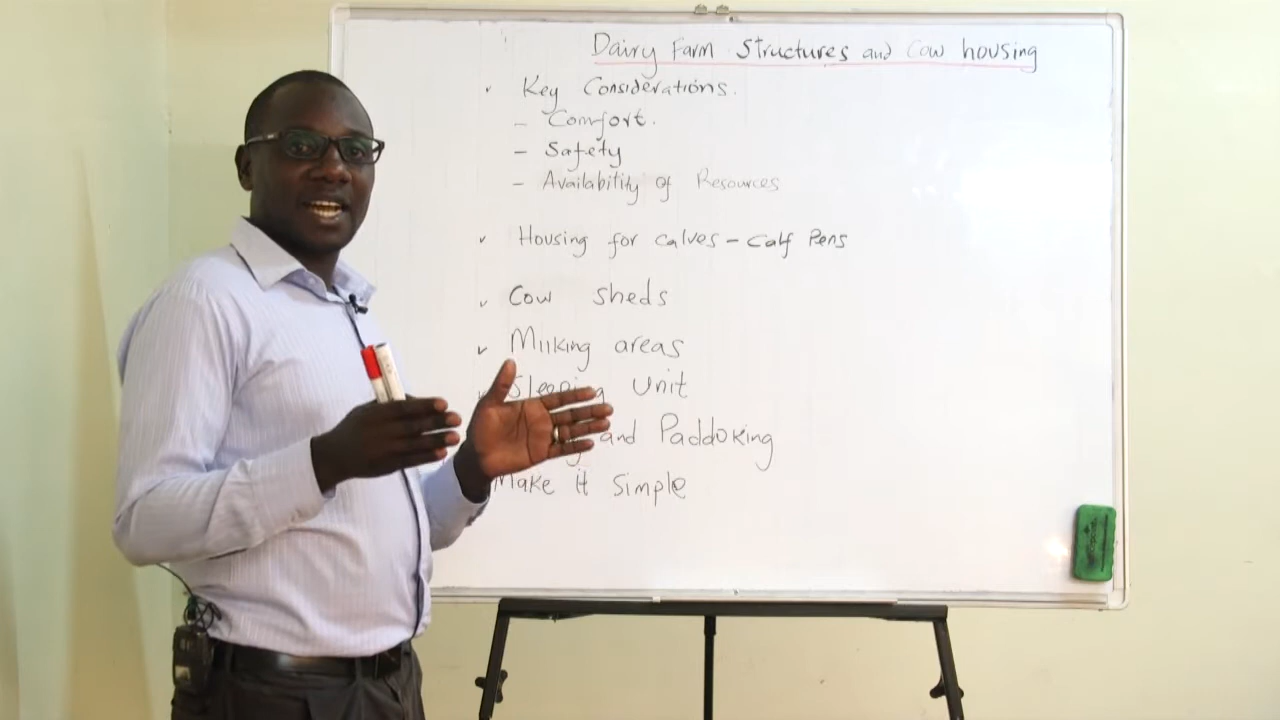 Dairy Farm Structures and Cow housing
Key Considerations.
- Comfort.
- Safety
- Availability of Resources
✓ Housing for calves - calf Pens
✓ Cow sheds
✓ Milking areas
Sleeping Unit
and Paddoking
Make it simple